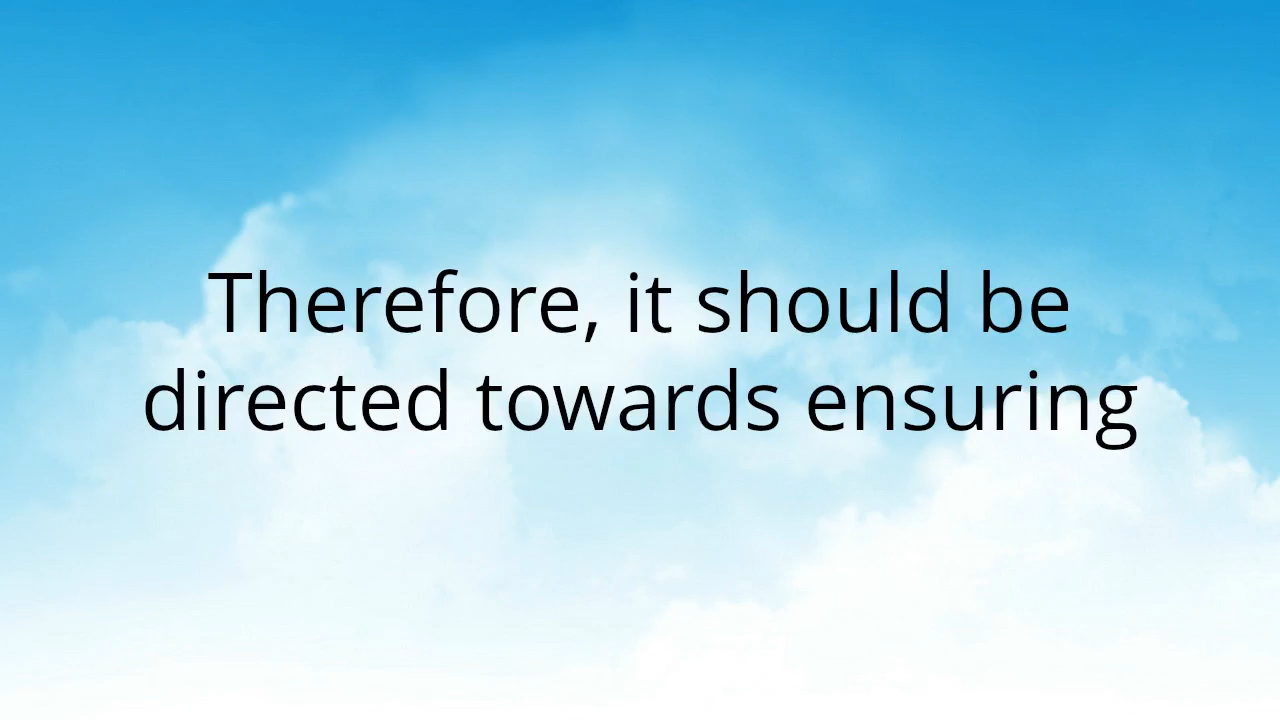 Therefore, it should be
directed towards ensuring